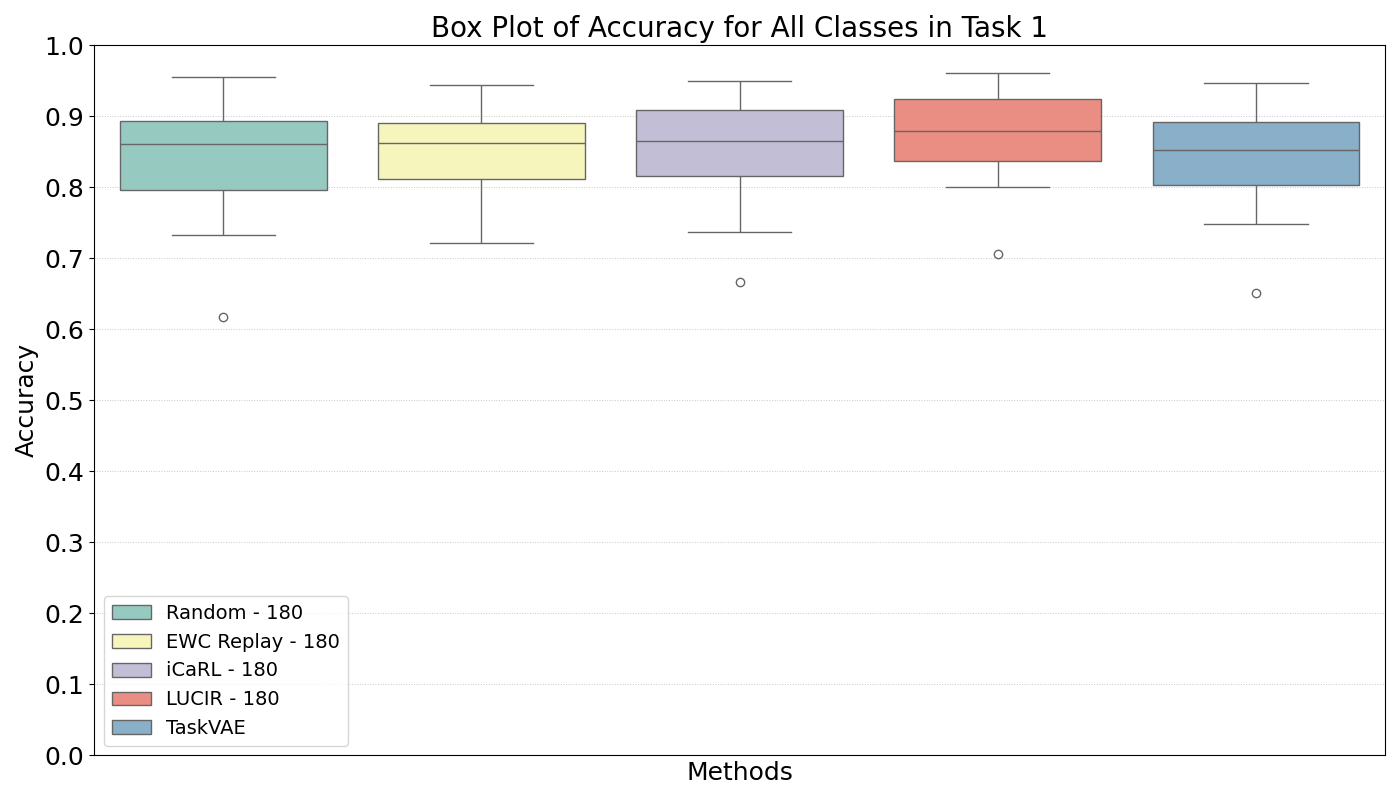 Box Plot of Accuracy for All Classes in Task 1
1.0
0.9
0.8
0.7
0.6
0.5
0.4
0.3
0.2
0.1
0.0
Accuracy
Random - 180
EWC Replay - 180
iCaRL - 180
LUCIR - 180
TaskVAE
Methods